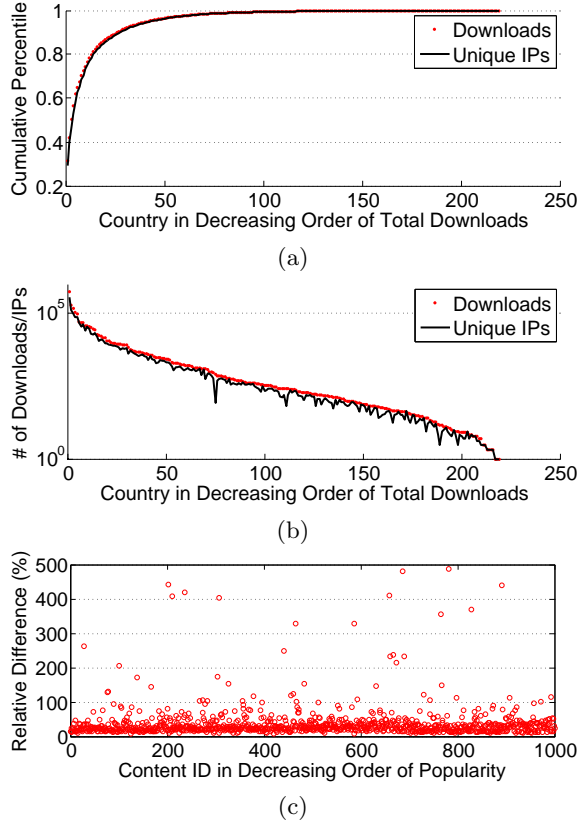 1
0.8
0.6
0.4
0.2
Cumulative Percentile
Downloads
Unique IPs
0 50 100 150 200 250
Country in Decreasing Order of Total Downloads
(a)
10^5
10^0
# of Downloads/IPs
Downloads
Unique IPs
0 50 100 150 200 250
Country in Decreasing Order of Total Downloads
(b)
500
400
300
200
100
0
Relative Difference (%)
0 200 400 600 800 1000
Content ID in Decreasing Order of Popularity
(c)